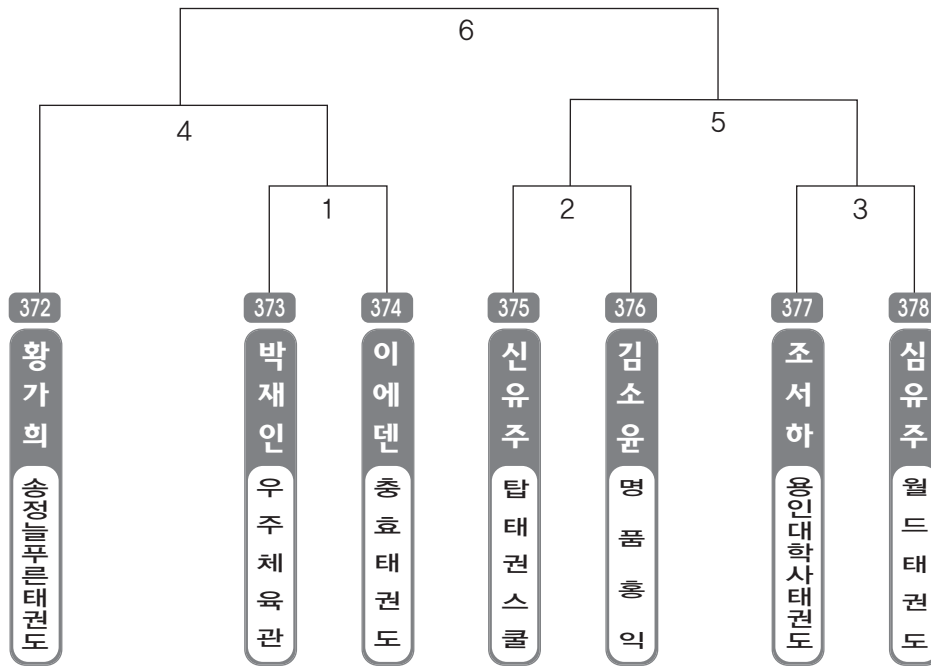 6
4
5
1
2
3
372
373
374
375
376
377
378
황가희
박재인
이에덴
신유주
김소윤
조서하
심유주
송정늘푸른태권도
우주체육관
충효태권도
탑태권스쿨
명품홍익
용인대학사태권도
월드태권도